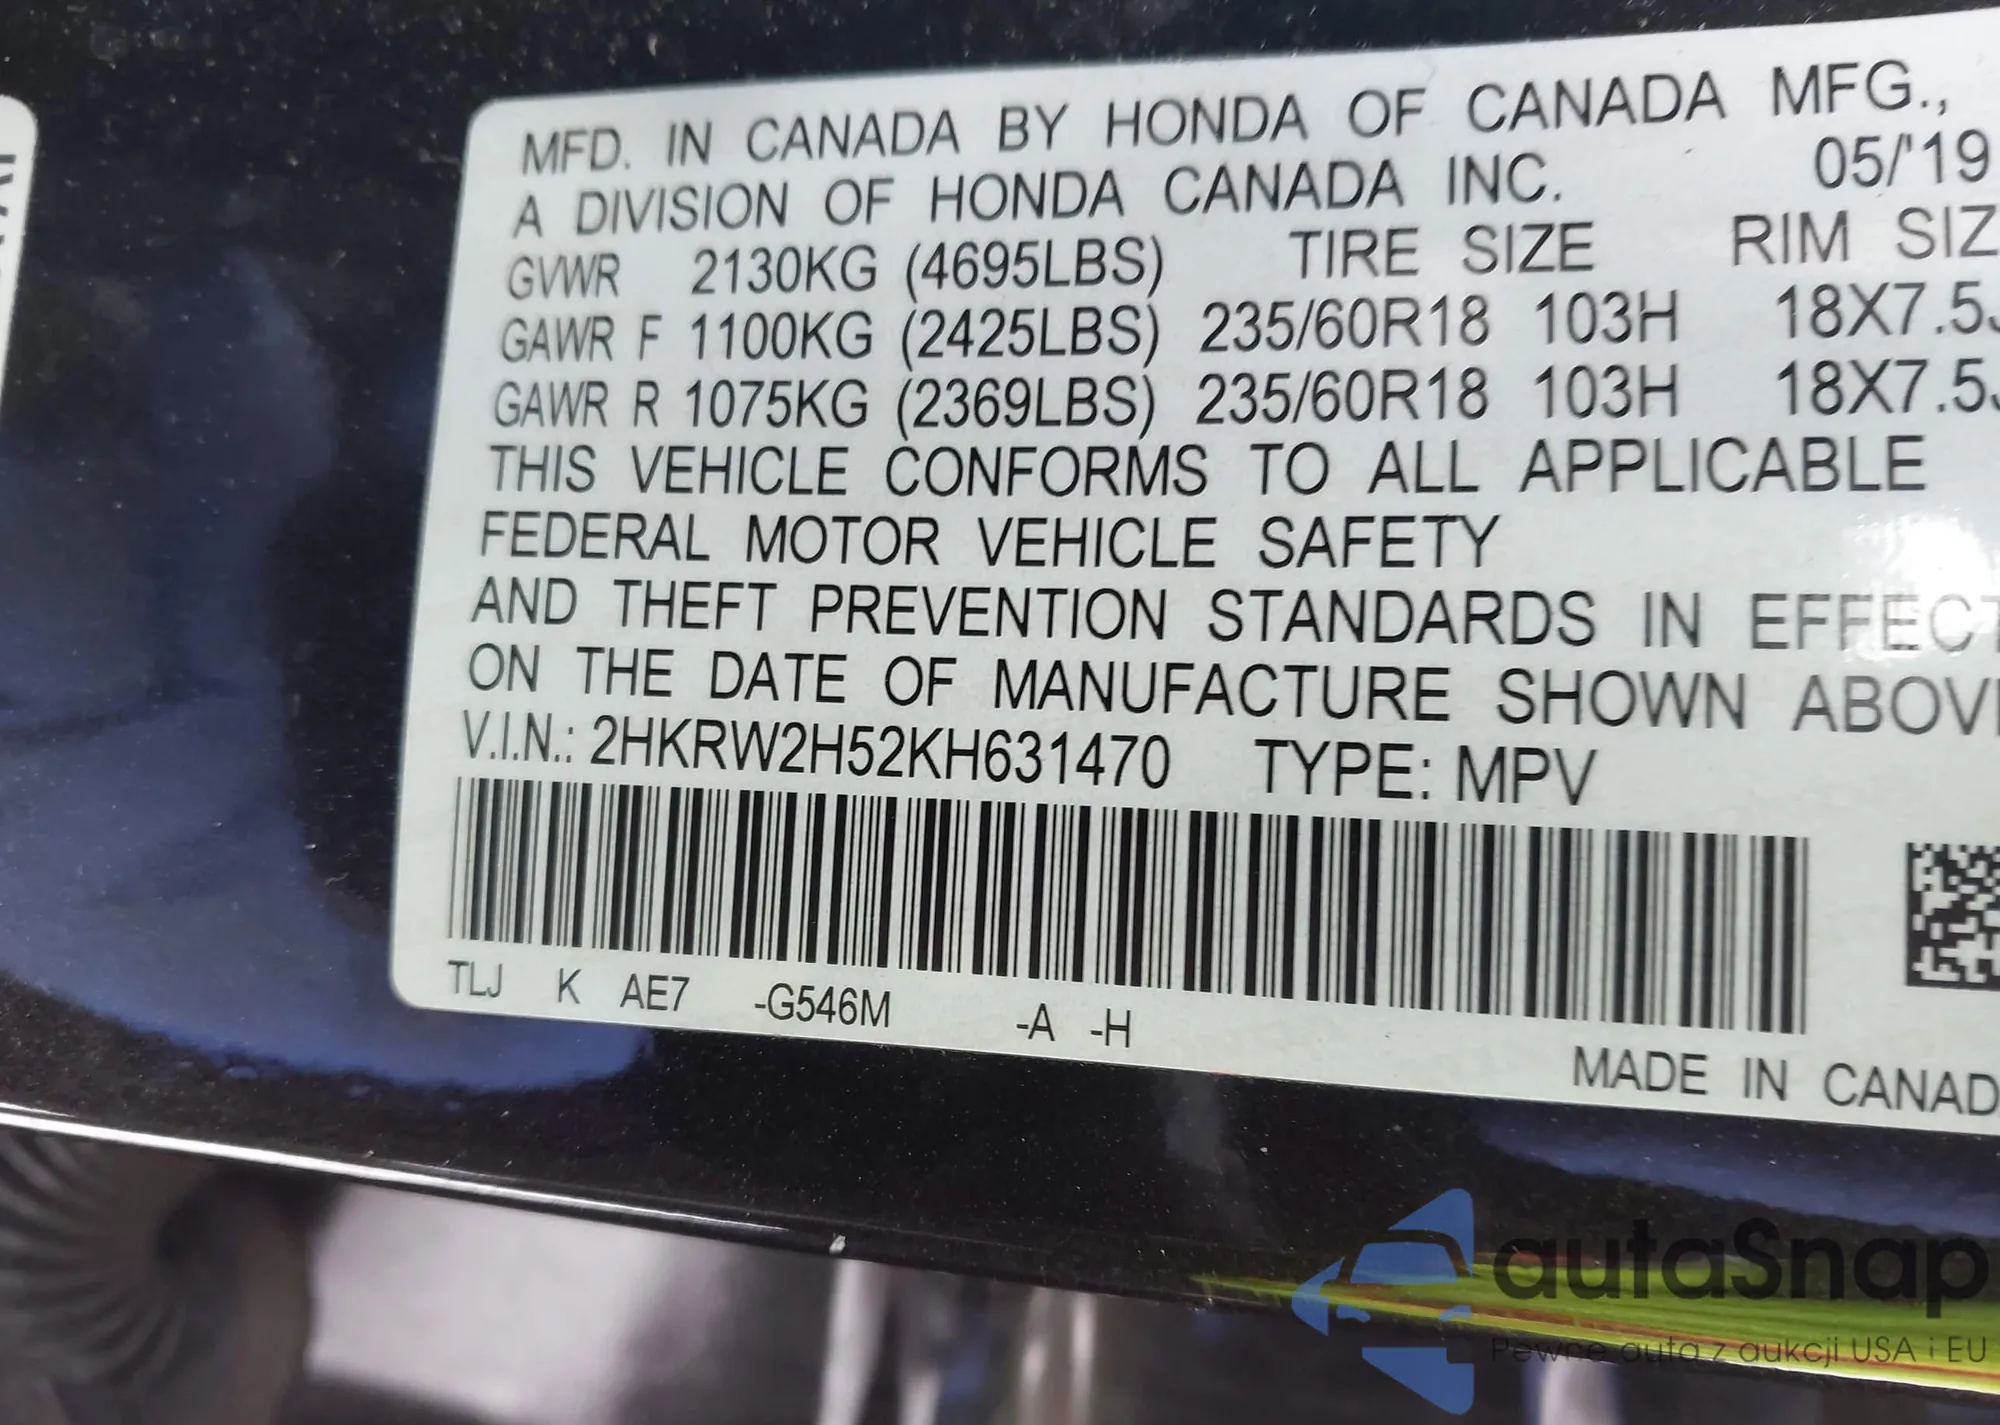 MFD. IN CANADA BY HONDA OF CANADA MFG.,
A DIVISION OF HONDA CANADA INC. 05/'19
GVWR 2130KG (4695LBS) TIRE SIZE RIM SIZ
GAWR F 1100KG (2425LBS) 235/60R18 103H 18X7.5J
GAWR R 1075KG (2369LBS) 235/60R18 103H 18X7.5J
THIS VEHICLE CONFORMS TO ALL APPLICABLE
FEDERAL MOTOR VEHICLE SAFETY
AND THEFT PREVENTION STANDARDS IN EFFECT
ON THE DATE OF MANUFACTURE SHOWN ABOVE
V.I.N.: 2HKRW2H52KH631470 TYPE: MPV
TLJ K AE7 -G546M -A -H
MADE IN CANAD
autaSnap
Pewne auta z aukcji USA i EU